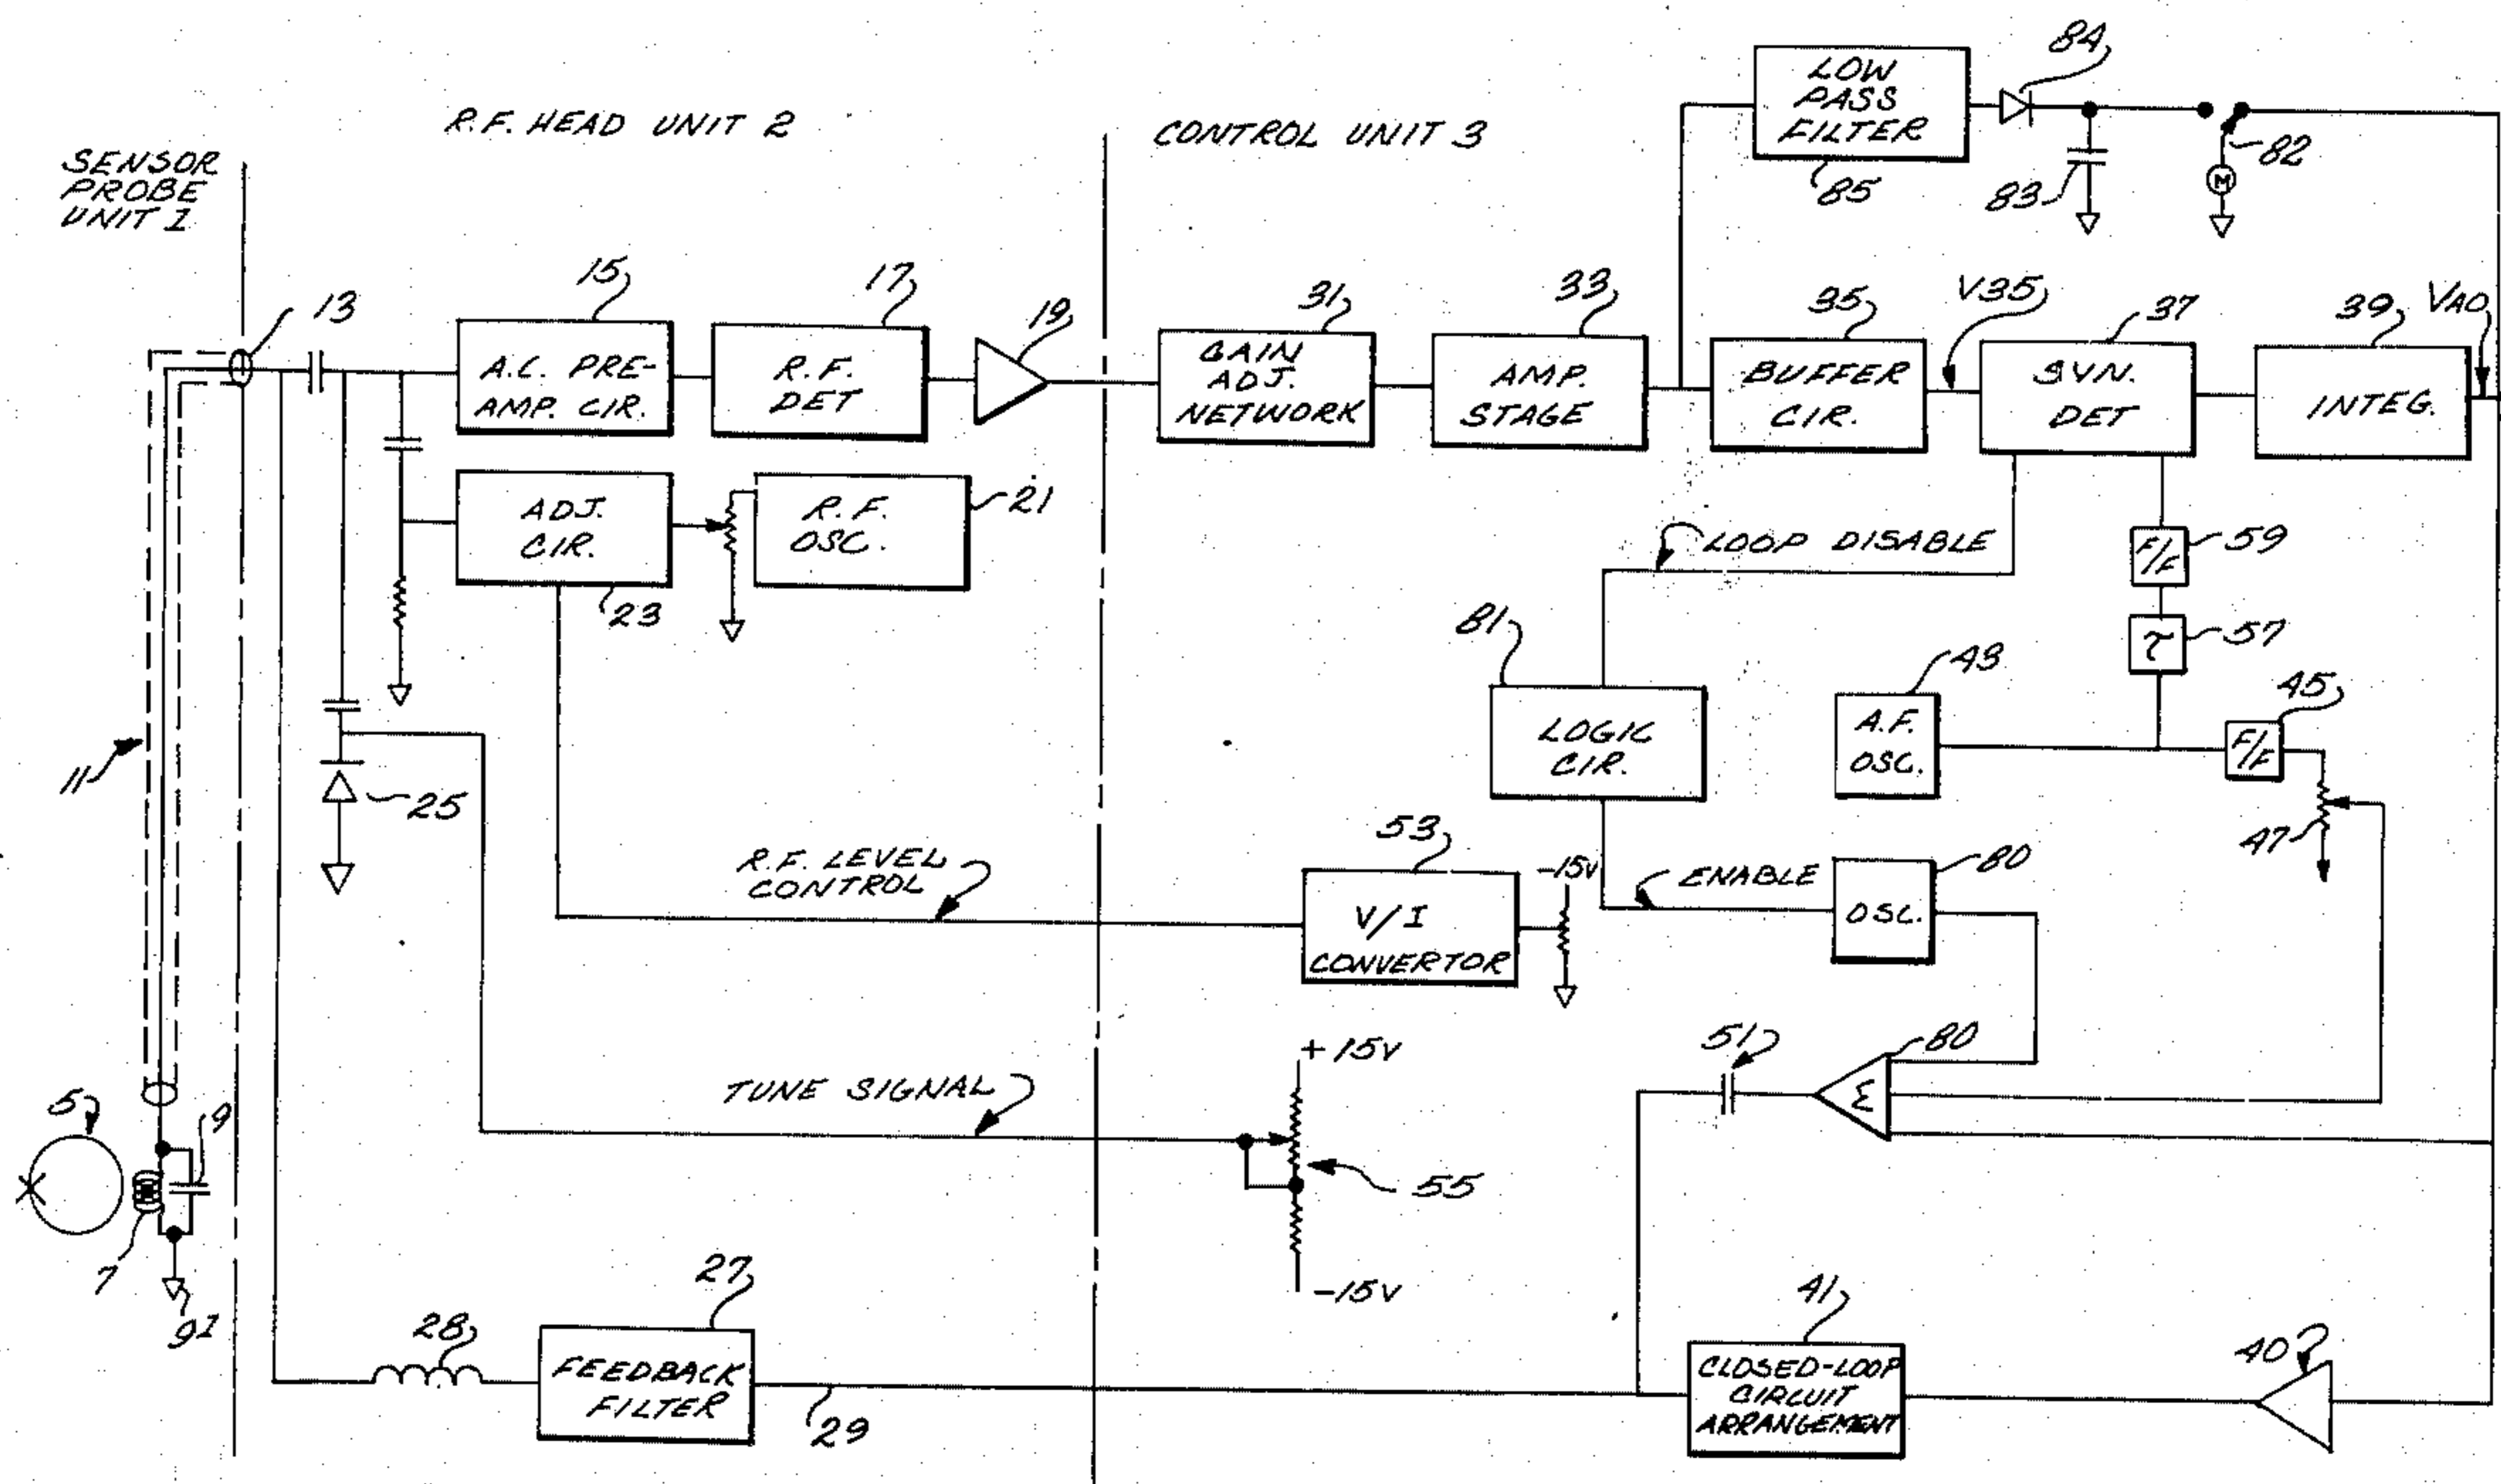 84
LOW
PASS
FILTER
R.F. HEAD UNIT 2
CONTROL UNIT 3
82
SENSOR
PROBE
UNIT 1
85
83
M
13
15
17
19
31
33
35
V35
37
39
VAO
A.C. PRE-
AMP. CIR.
R.F.
DET
GAIN
ADJ.
NETWORK
AMP.
STAGE
BUFFER
CIR.
SYN.
DET
INTEG.
ADJ.
CIR.
R.F.
OSC.
21
LOOP DISABLE
F/F
59
23
81
τ
57
43
45
LOGIC
CIR.
A.F.
OSC.
F/F
11
25
47
53
R.F. LEVEL
CONTROL
-15V
ENABLE
80
V/I
CONVERTOR
OSC.
51
80
+15V
TUNE SIGNAL
Σ
5
9
55
7
91
27
-15V
41
28
40
FEEDBACK
FILTER
CLOSED-LOOP
CIRCUIT
ARRANGEMENT
29